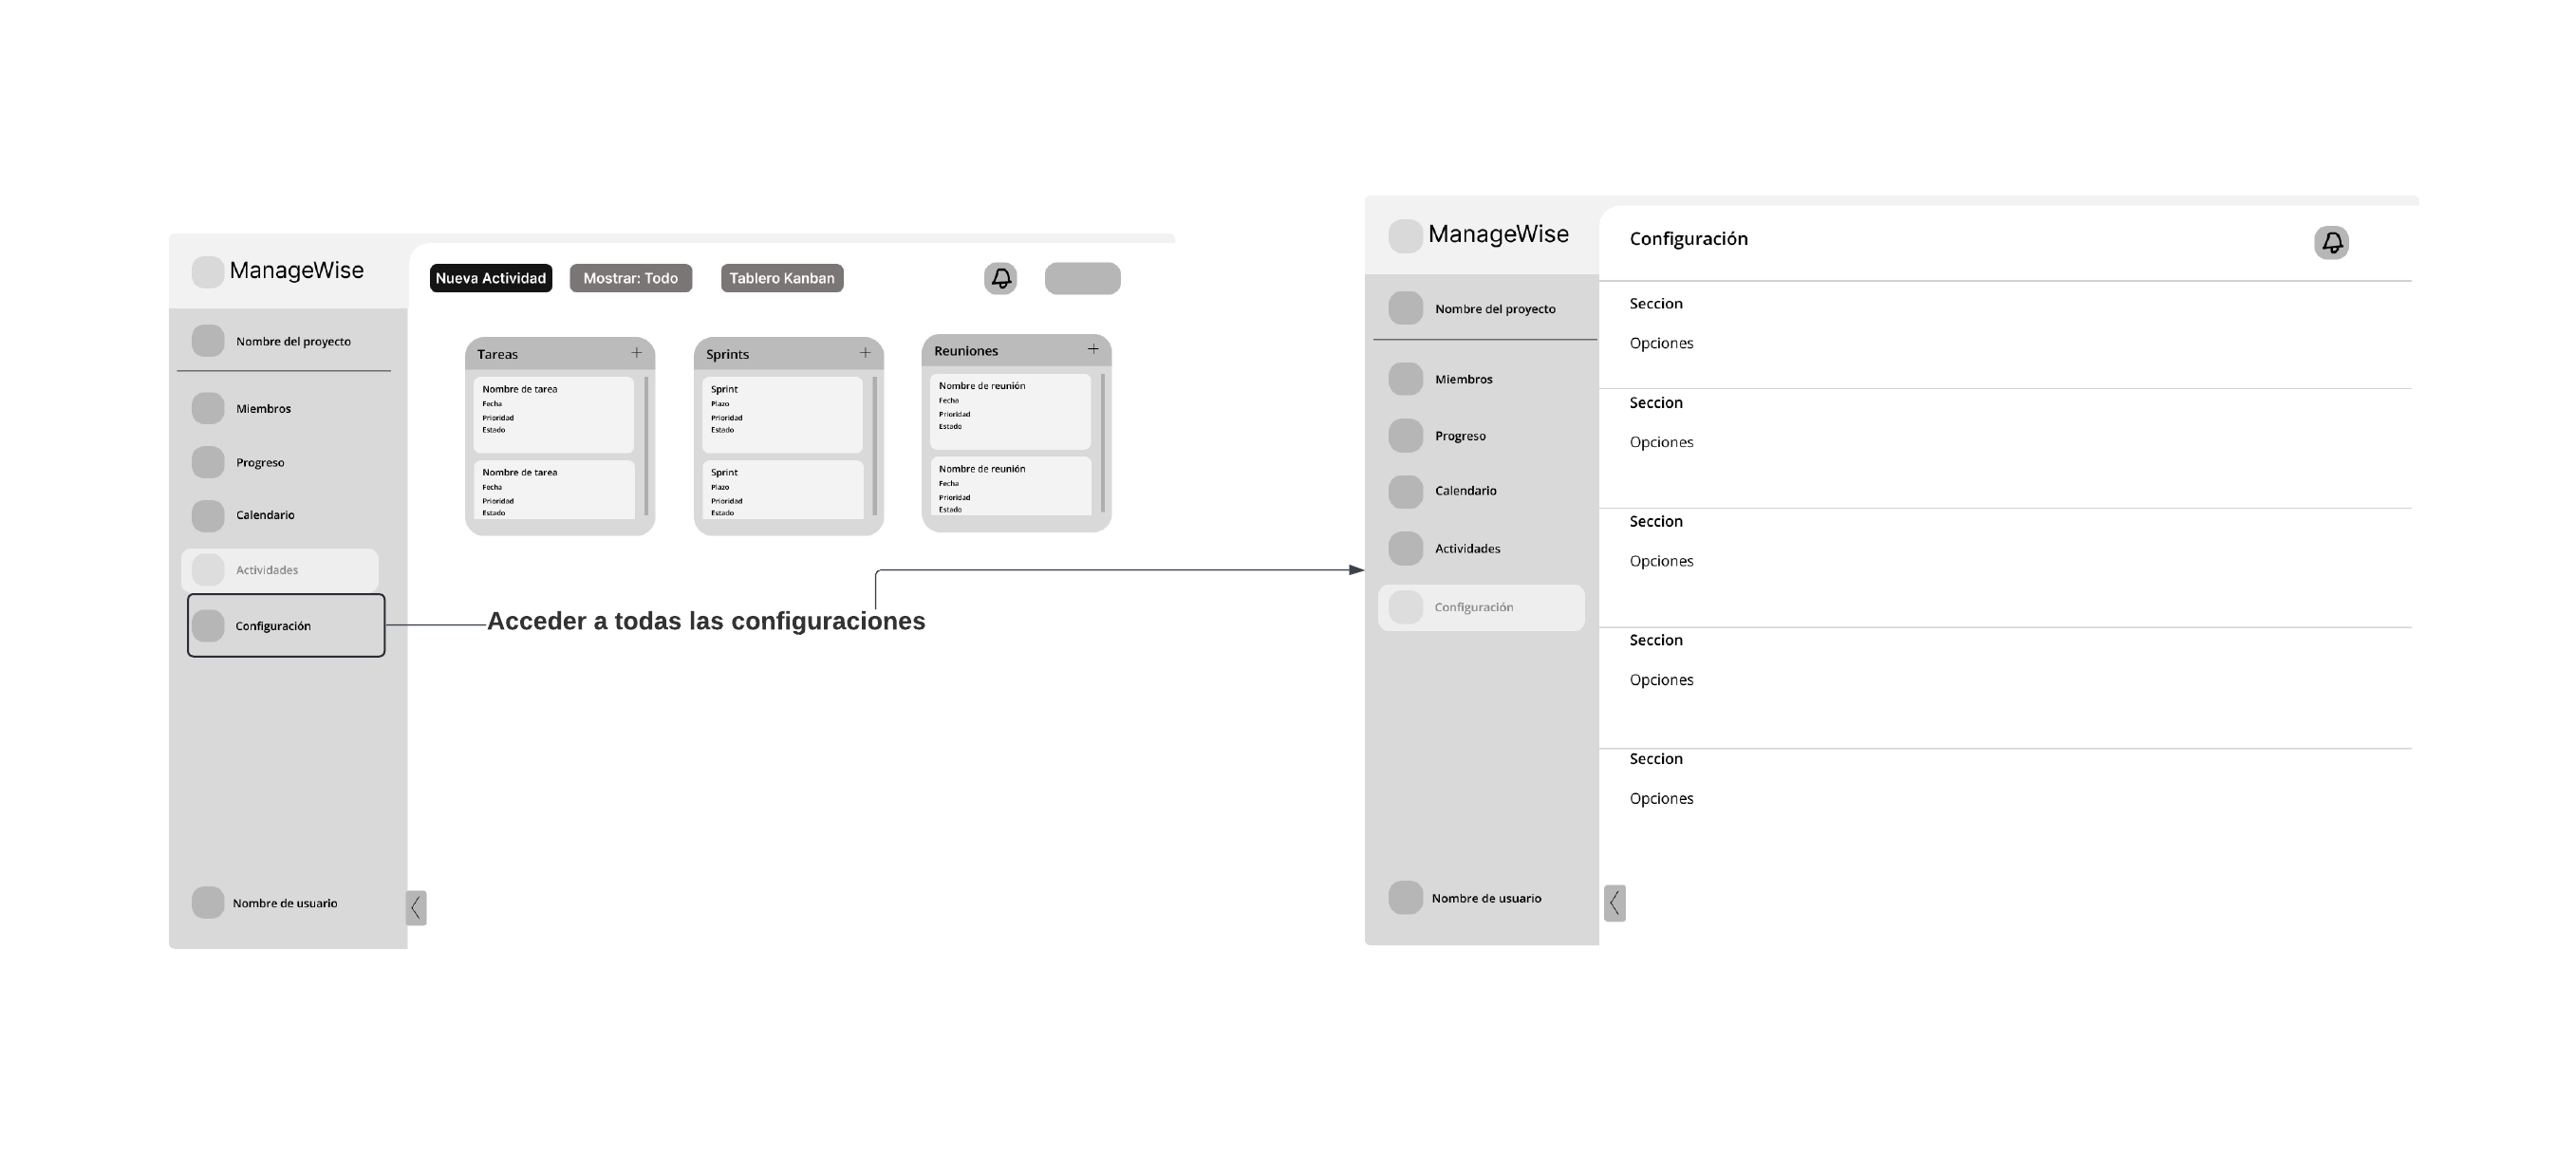 ManageWise
Nombre del proyecto
Miembros
Progreso
Calendario
Actividades
Configuración
Nombre de usuario
Nueva Actividad
Mostrar: Todo
Tablero Kanban
Tareas
Nombre de tarea
Fecha
Prioridad
Estado
Nombre de tarea
Fecha
Prioridad
Estado
Sprints
Sprint
Plazo
Prioridad
Estado
Sprint
Plazo
Prioridad
Estado
Reuniones
Nombre de reunión
Fecha
Prioridad
Estado
Nombre de reunión
Fecha
Prioridad
Estado
Acceder a todas las configuraciones
ManageWise
Nombre del proyecto
Miembros
Progreso
Calendario
Actividades
Configuración
Nombre de usuario
Configuración
Seccion
Opciones
Seccion
Opciones
Seccion
Opciones
Seccion
Opciones
Seccion
Opciones